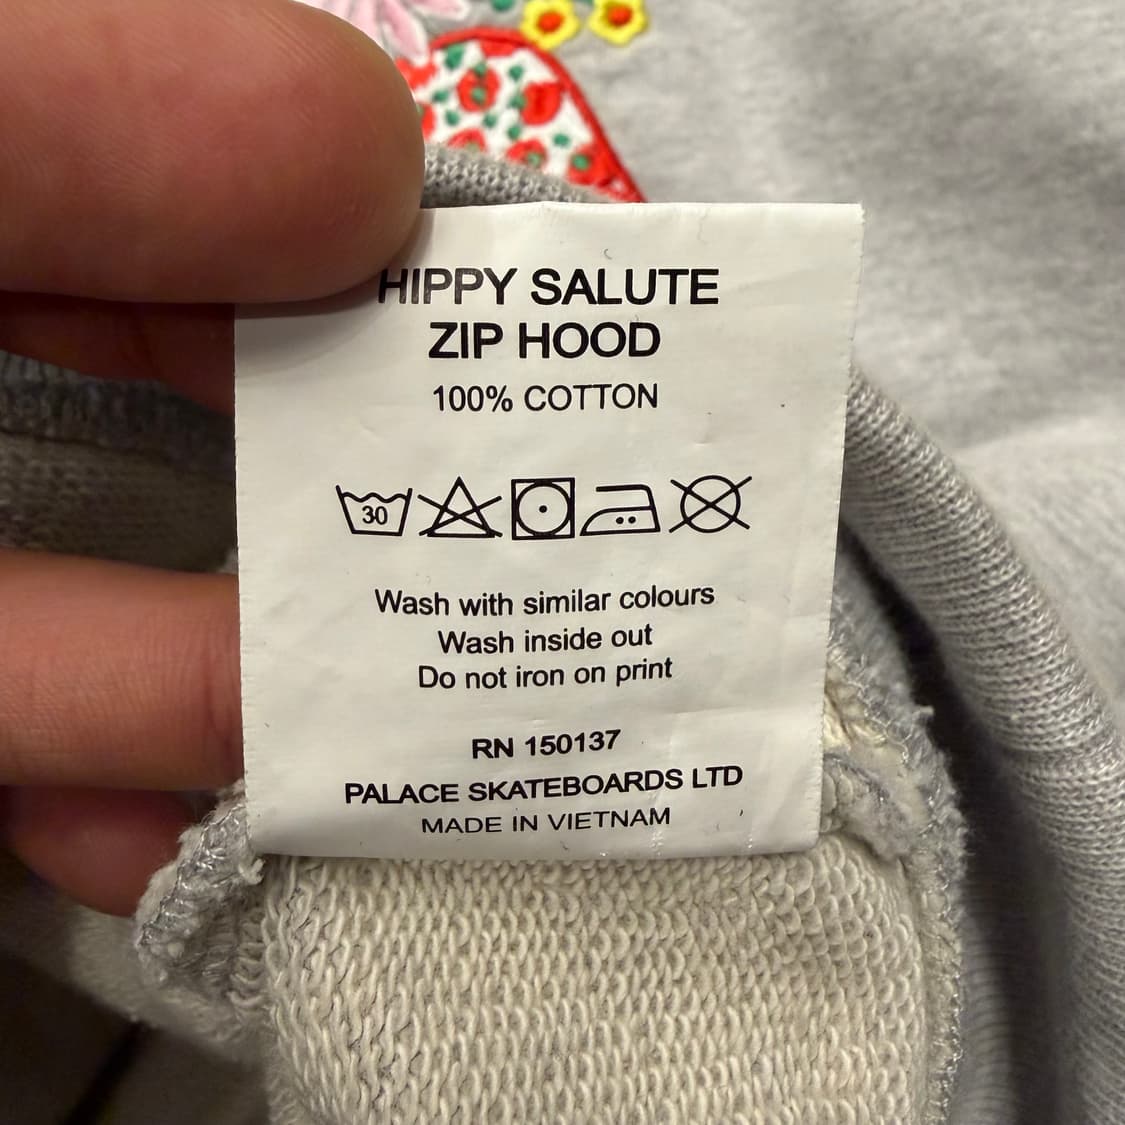 HIPPY SALUTE
ZIP HOOD
100% COTTON
30
Wash with similar colours
Wash inside out
Do not iron on print
RN 150137
PALACE SKATEBOARDS LTD
MADE IN VIETNAM